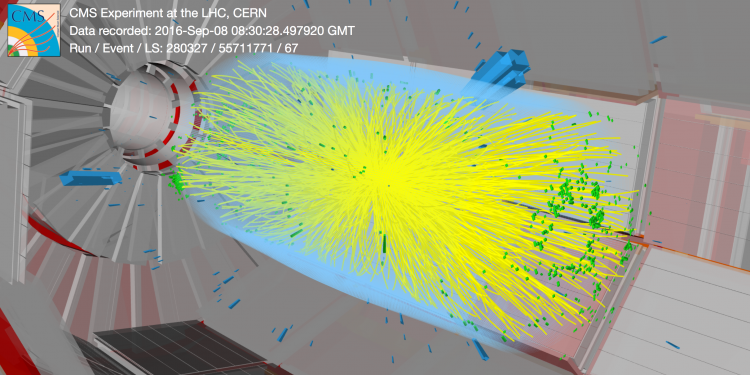 CMS
CMS Experiment at the LHC, CERN
Data recorded: 2016-Sep-08 08:30:28.497920 GMT
Run / Event / LS: 280327 / 55711771 / 67